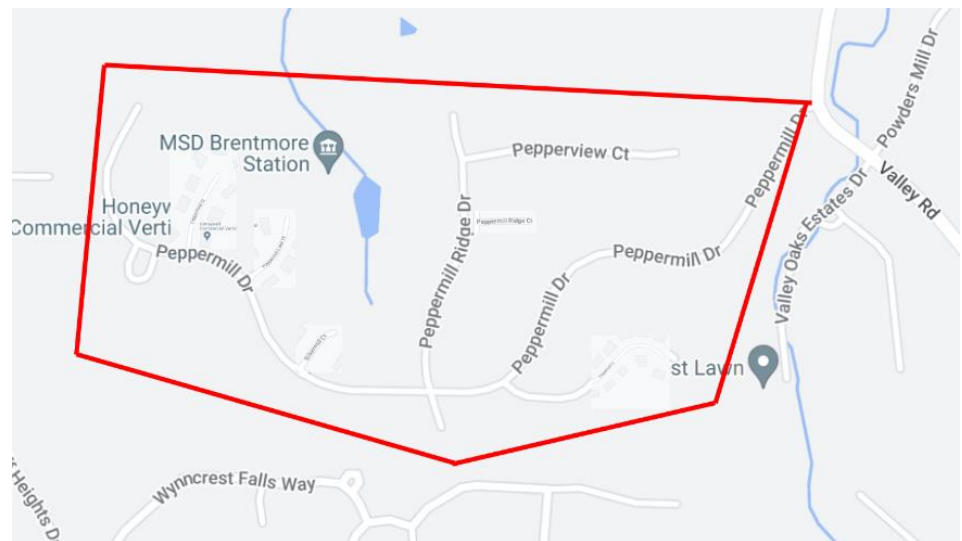 MSD Brentmore
Station
Honeyv
Commercial Verti
Peppermill Dr
Pepperview Ct
Peppermill Ridge Dr
Peppermill Ridge Ct
Peppermill Dr
Peppermill Dr
Peppermill Dr
Valley Oaks Estates Dr
Powders Mill Dr
Valley Rd
st Lawn
Wynncrest Falls Way
f Heights D